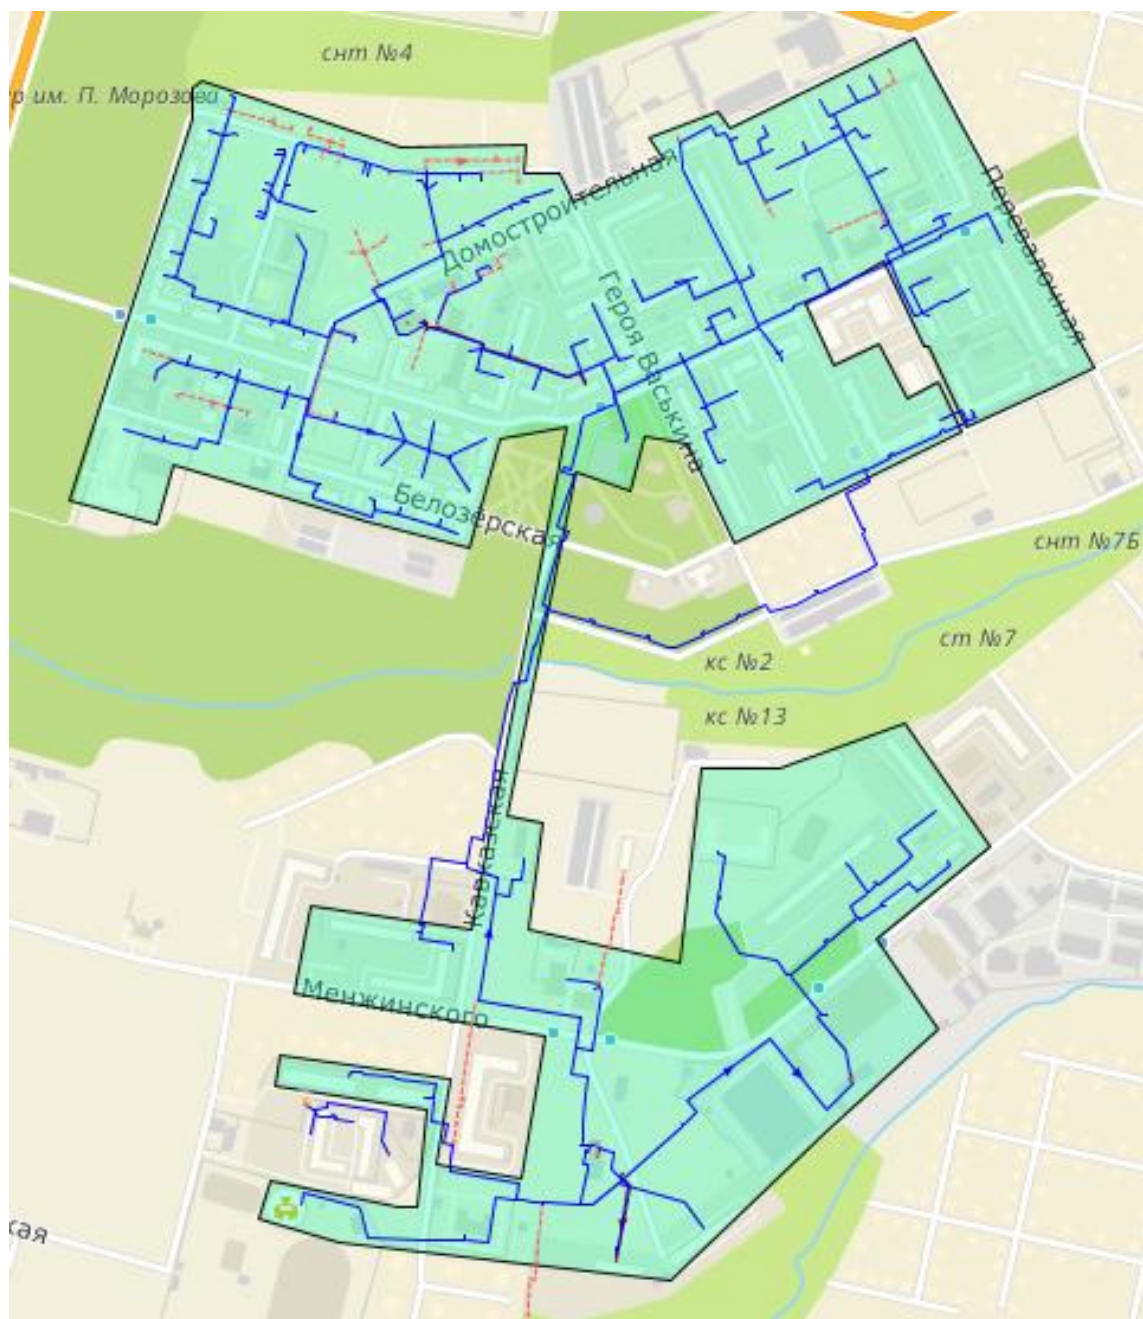 снт №4
р им. П. Морозова
Домостроительная
Перевалочная
Героя Васькина
Белозёрская
снт №7Б
ст №7
кс №2
кс №13
Кавказская
Менжинского
кая